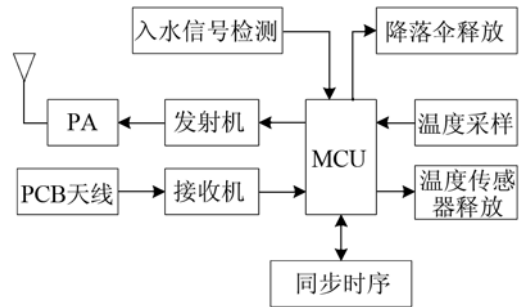 入水信号检测
降落伞释放
PA
发射机
MCU
温度采样
PCB天线
接收机
温度传感
器释放
同步时序